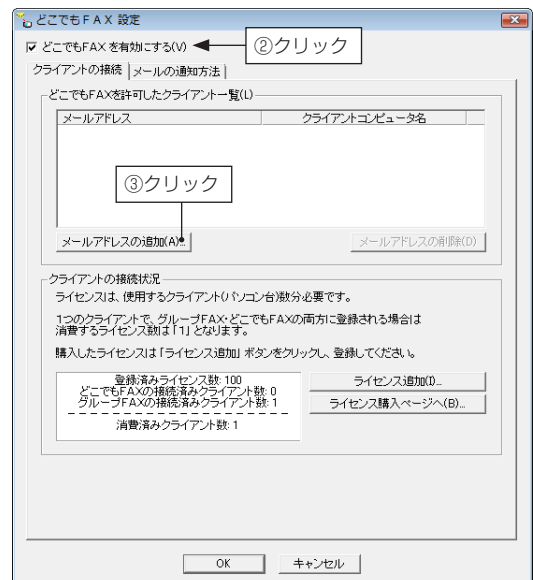 どこでもFAX 設定
どこでもFAX を有効にする(V)
②クリック
クライアントの接続 メールの通知方法
どこでもFAXを許可したクライアント一覧(L)
メールアドレス クライアントコンピュータ名
③クリック
メールアドレスの追加(A)... メールアドレスの削除(D)
クライアントの接続状況
ライセンスは、使用するクライアント(パソコン台)数分必要です。
1つのクライアントで、グループFAX・どこでもFAXの両方に登録される場合は
消費するライセンス数は「1」となります。
購入したライセンスは「ライセンス追加」ボタンをクリックし、登録してください。
登録済みライセンス数: 100
どこでもFAXの接続済みクライアント数: 0
グループFAXの接続済みクライアント数: 1
消費済みクライアント数: 1
ライセンス追加(I)...
ライセンス購入ページへ(B)...
OK キャンセル